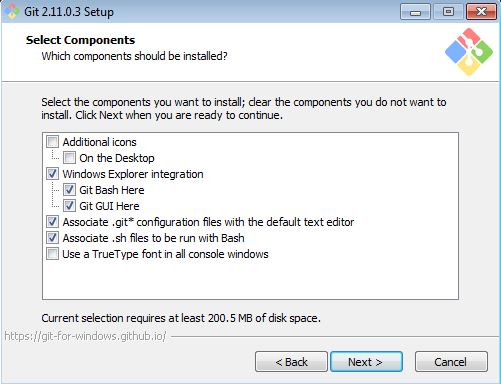 Git 2.11.0.3 Setup
Select Components
Which components should be installed?
Select the components you want to install; clear the components you do not want to
install. Click Next when you are ready to continue.
Additional icons
On the Desktop
Windows Explorer integration
Git Bash Here
Git GUI Here
Associate .git* configuration files with the default text editor
Associate .sh files to be run with Bash
Use a TrueType font in all console windows
Current selection requires at least 200.5 MB of disk space.
https://git-for-windows.github.io/
< Back
Next >
Cancel